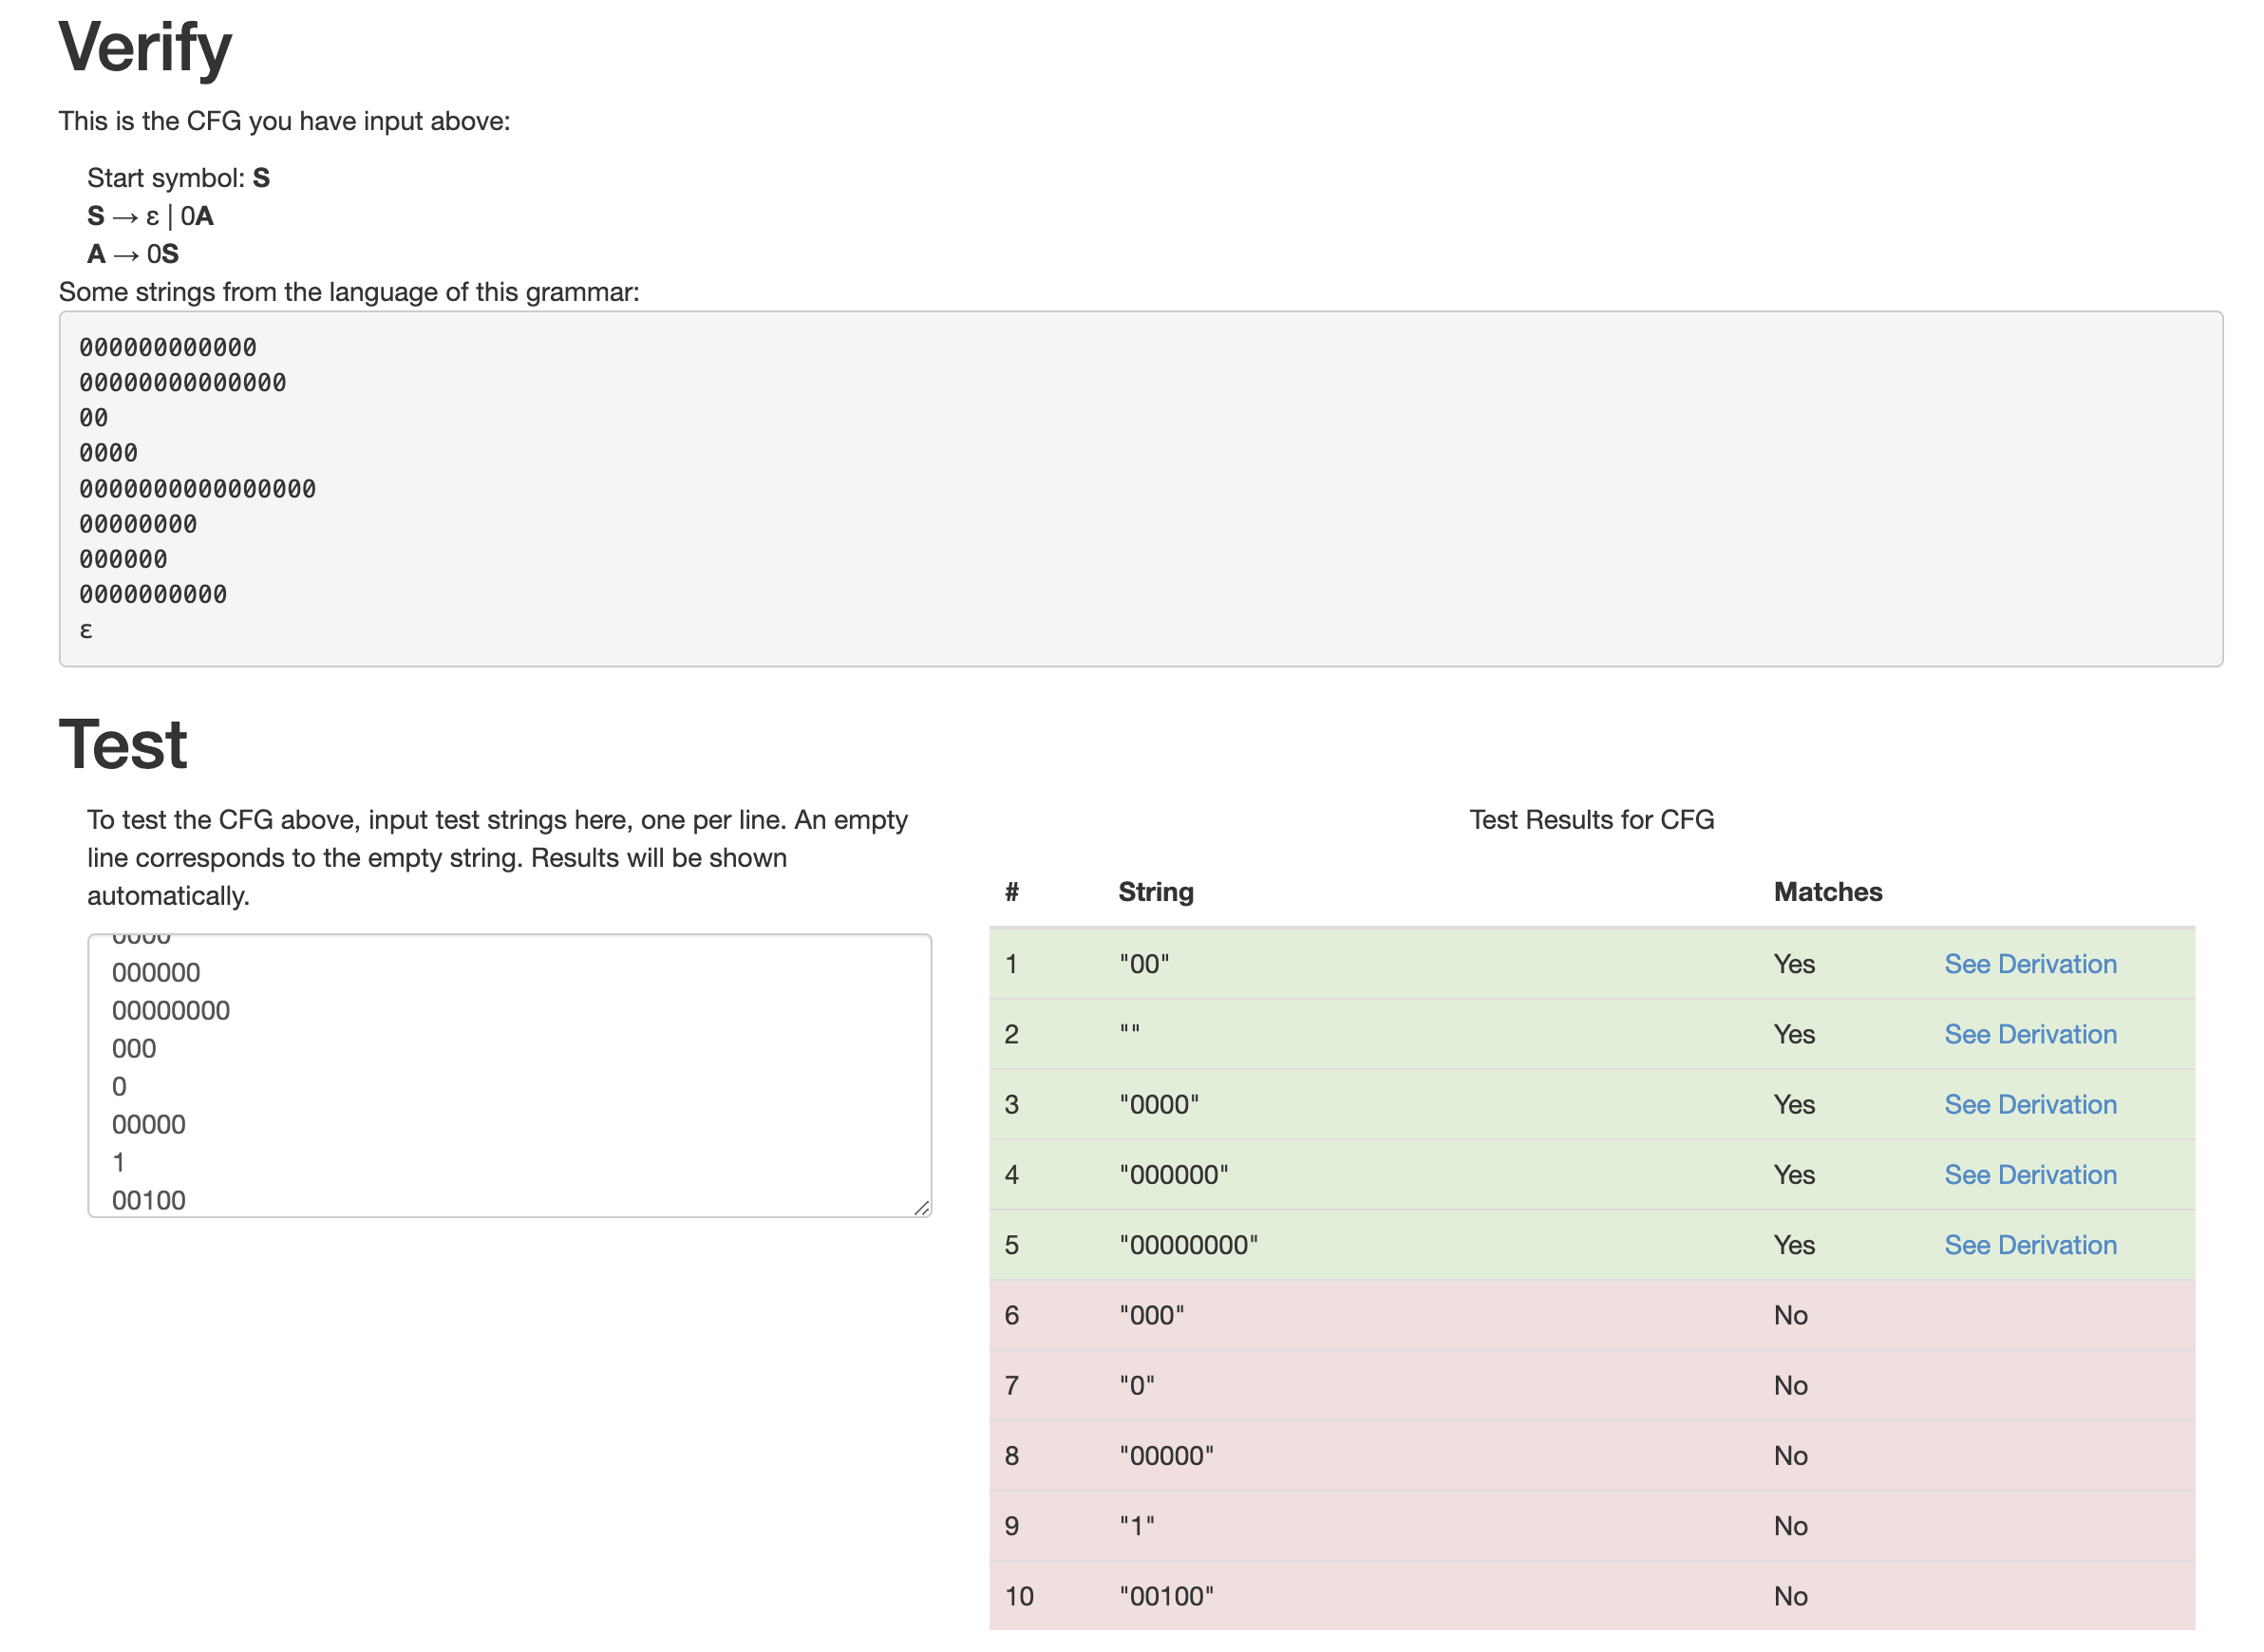 Verify
This is the CFG you have input above:
Start symbol: S
S → ε | 0A
A → 0S
Some strings from the language of this grammar:
000000000000
00000000000000
00
0000
0000000000000000
00000000
000000
0000000000
ε
Test
To test the CFG above, input test strings here, one per line. An empty
line corresponds to the empty string. Results will be shown
automatically.
0000
000000
00000000
000
0
00000
1
00100
Test Results for CFG
# String Matches
1 "00" Yes See Derivation
2 "" Yes See Derivation
3 "0000" Yes See Derivation
4 "000000" Yes See Derivation
5 "00000000" Yes See Derivation
6 "000" No
7 "0" No
8 "00000" No
9 "1" No
10 "00100" No